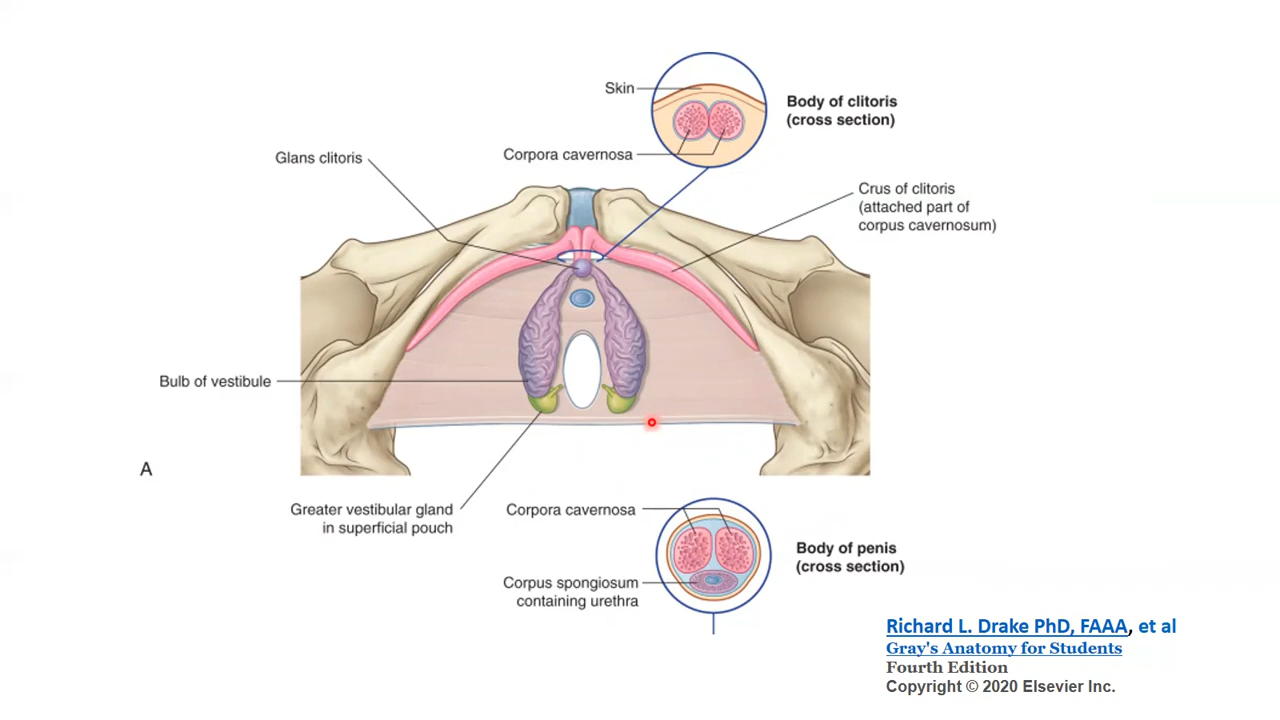 Skin
Body of clitoris
(cross section)
Corpora cavernosa
Glans clitoris
Crus of clitoris
(attached part of
corpus cavernosum)
Bulb of vestibule
A
Greater vestibular gland
in superficial pouch
Corpora cavernosa
Body of penis
(cross section)
Corpus spongiosum
containing urethra
Richard L. Drake PhD, FAAA, et al
Gray's Anatomy for Students
Fourth Edition
Copyright © 2020 Elsevier Inc.